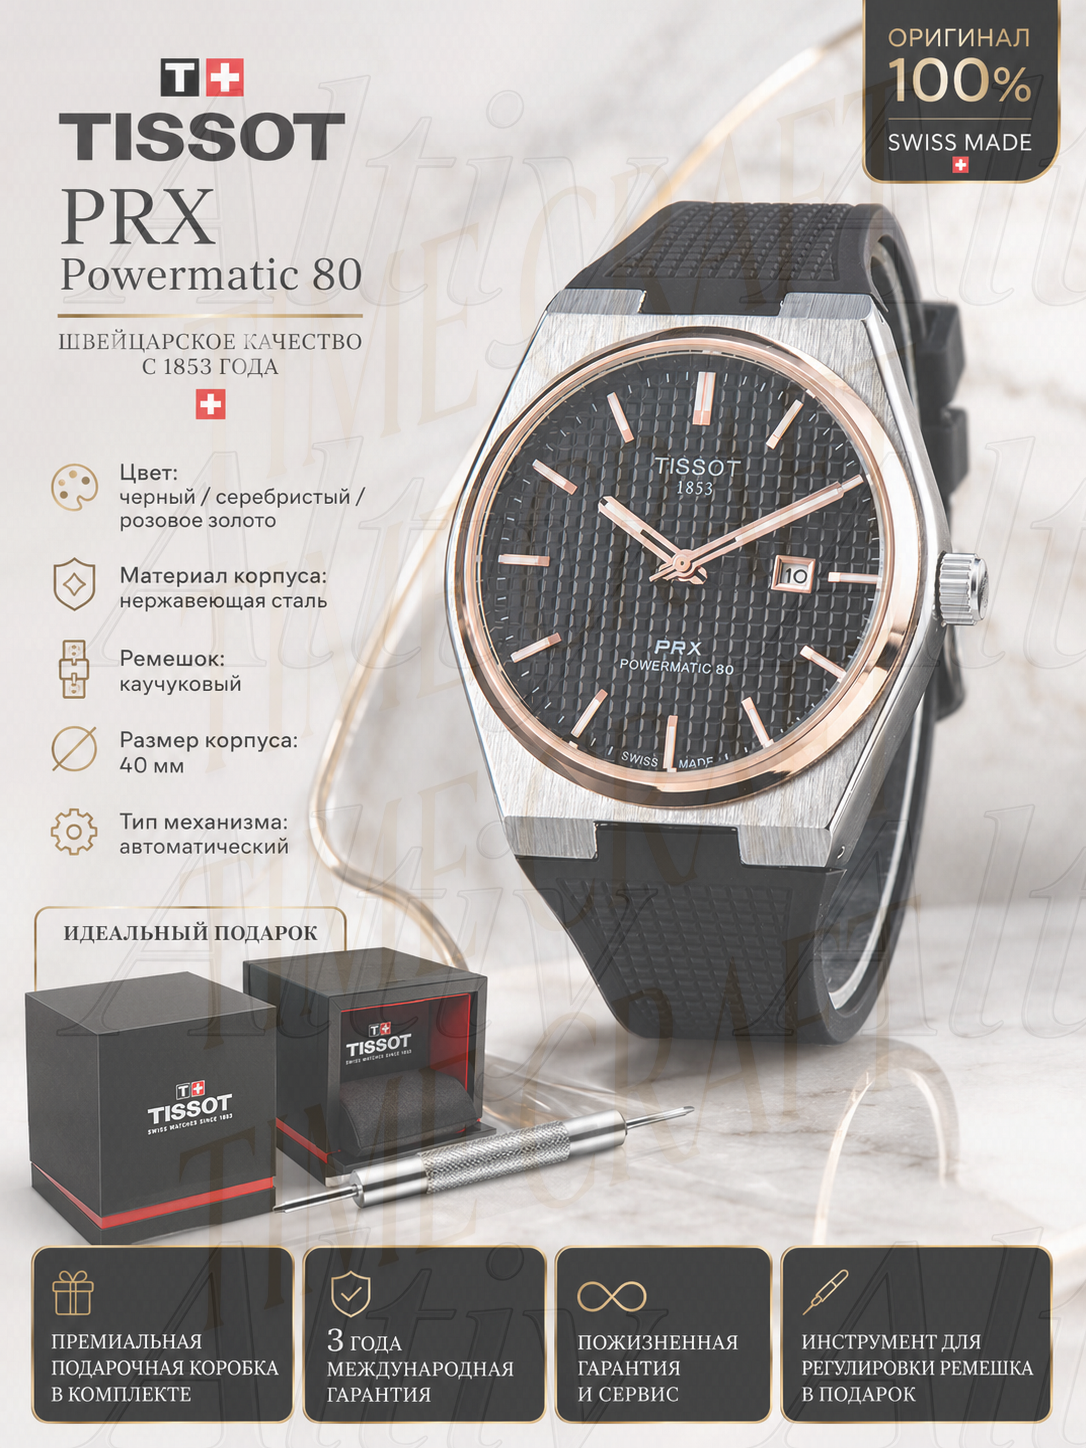 ОРИГИНАЛ
100%
SWISS MADE
T+
TISSOT
PRX
Powermatic 80
ШВЕЙЦАРСКОЕ КАЧЕСТВО
С 1853 ГОДА
Цвет:
черный / серебристый /
розовое золото
Материал корпуса:
нержавеющая сталь
Ремешок:
каучуковый
Размер корпуса:
40 мм
Тип механизма:
автоматический
TISSOT
1853
10
PRX
POWERMATIC 80
SWISS MADE
ИДЕАЛЬНЫЙ ПОДАРОК
T+
TISSOT
SWISS WATCHES SINCE 1853
T+
TISSOT
SWISS WATCHES SINCE 1853
ПРЕМИАЛЬНАЯ
ПОДАРОЧНАЯ КОРОБКА
В КОМПЛЕКТЕ
3 ГОДА
МЕЖДУНАРОДНАЯ
ГАРАНТИЯ
ПОЖИЗНЕННАЯ
ГАРАНТИЯ
И СЕРВИС
ИНСТРУМЕНТ ДЛЯ
РЕГУЛИРОВКИ РЕМЕШКА
В ПОДАРОК
Altiy
TIME CRAFT